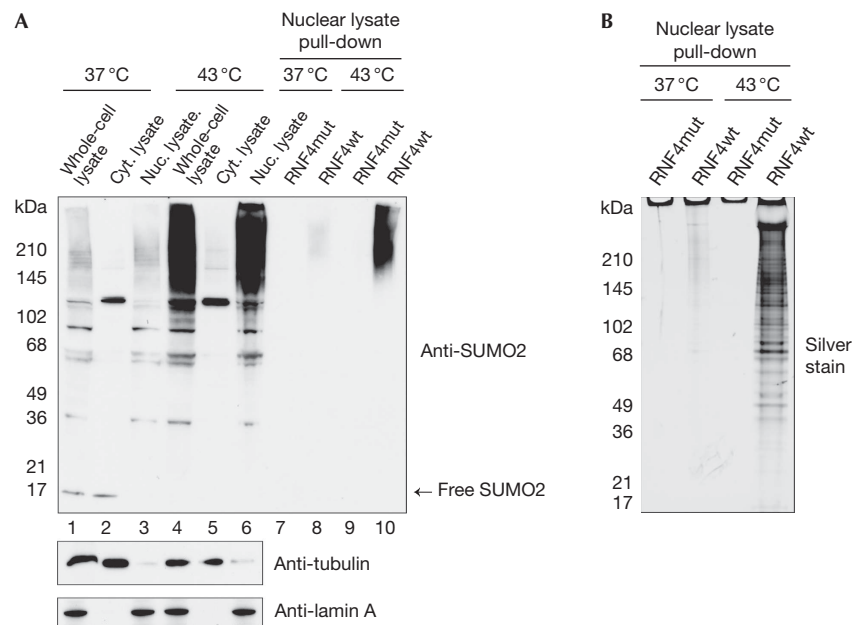 A
Nuclear lysate
pull-down
37 °C
43 °C
37 °C
43 °C
Whole-cell
lysate
Cyt. lysate
Nuc. lysate.
Whole-cell
lysate
Cyt. lysate
Nuc. lysate
RNF4mut
RNF4wt
RNF4mut
RNF4wt
kDa
210
145
102
68
49
36
21
17
Anti-SUMO2
← Free SUMO2
1 2 3 4 5 6 7 8 9 10
Anti-tubulin
Anti-lamin A
B
Nuclear lysate
pull-down
37 °C
43 °C
RNF4mut
RNF4wt
RNF4mut
RNF4wt
kDa
210
145
102
68
49
36
21
17
Silver
stain